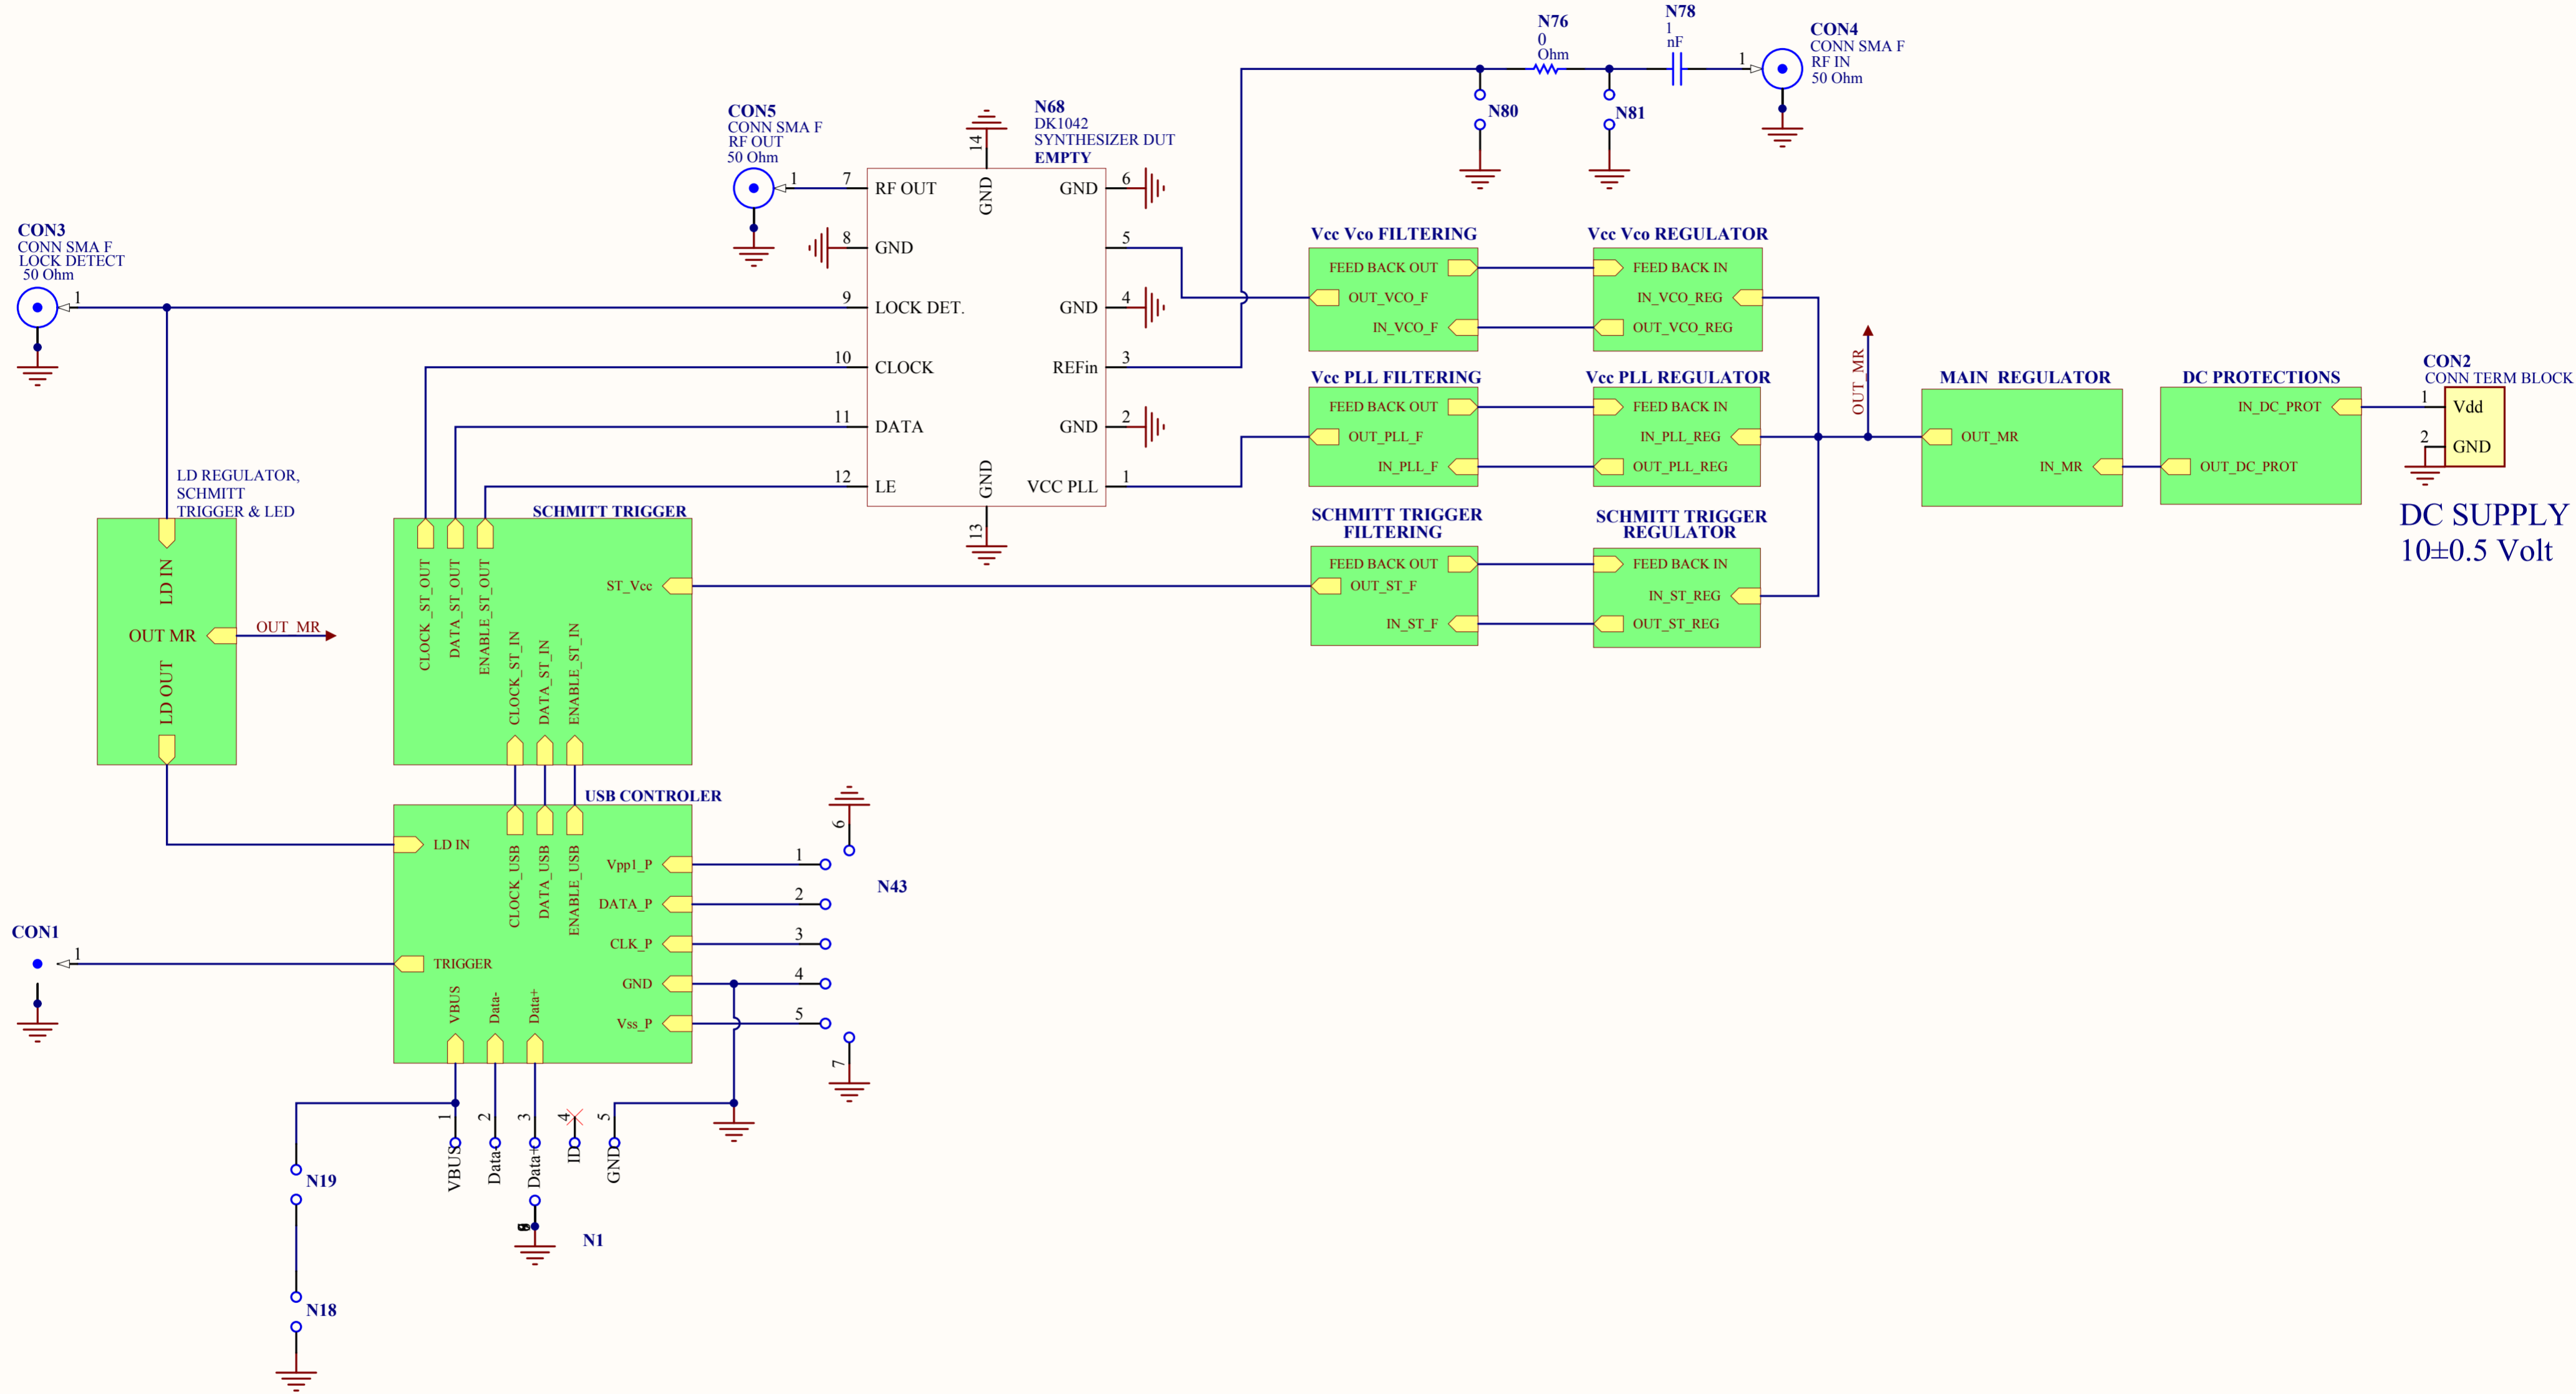 N76
0
Ohm
N78
1
nF
CON4
CONN SMA F
RF IN
50 Ohm
1
N80
N81
CON5
CONN SMA F
RF OUT
50 Ohm
1
N68
DK1042
SYNTHESIZER DUT
EMPTY
14
GND
7
RF OUT
GND
6
8
GND
5
9
LOCK DET.
GND
4
10
CLOCK
REFin
3
11
DATA
GND
2
12
LE
VCC PLL
1
GND
13
CON3
CONN SMA F
LOCK DETECT
50 Ohm
1
Vcc Vco FILTERING
FEED BACK OUT
OUT_VCO_F
IN_VCO_F
Vcc Vco REGULATOR
FEED BACK IN
IN_VCO_REG
OUT_VCO_REG
Vcc PLL FILTERING
FEED BACK OUT
OUT_PLL_F
IN_PLL_F
Vcc PLL REGULATOR
FEED BACK IN
IN_PLL_REG
OUT_PLL_REG
OUT_MR
MAIN REGULATOR
OUT_MR
IN_MR
DC PROTECTIONS
IN_DC_PROT
OUT_DC_PROT
CON2
CONN TERM BLOCK
1
Vdd
2
GND
DC SUPPLY
10±0.5 Volt
SCHMITT TRIGGER
FILTERING
FEED BACK OUT
OUT_ST_F
IN_ST_F
SCHMITT TRIGGER
REGULATOR
FEED BACK IN
IN_ST_REG
OUT_ST_REG
LD REGULATOR,
SCHMITT
TRIGGER & LED
LD IN
OUT MR
OUT_MR
LD OUT
SCHMITT TRIGGER
CLOCK_ST_OUT
DATA_ST_OUT
ENABLE_ST_OUT
ST_Vcc
CLOCK_ST_IN
DATA_ST_IN
ENABLE_ST_IN
USB CONTROLER
LD IN
CLOCK_USB
DATA_USB
ENABLE_USB
Vpp1_P
1
DATA_P
2
CLK_P
3
GND
4
Vss_P
5
6
N43
7
TRIGGER
VBUS
Data-
Data+
CON1
1
1
2
3
4
5
VBUS
Data-
Data+
ID
GND
N1
N19
N18